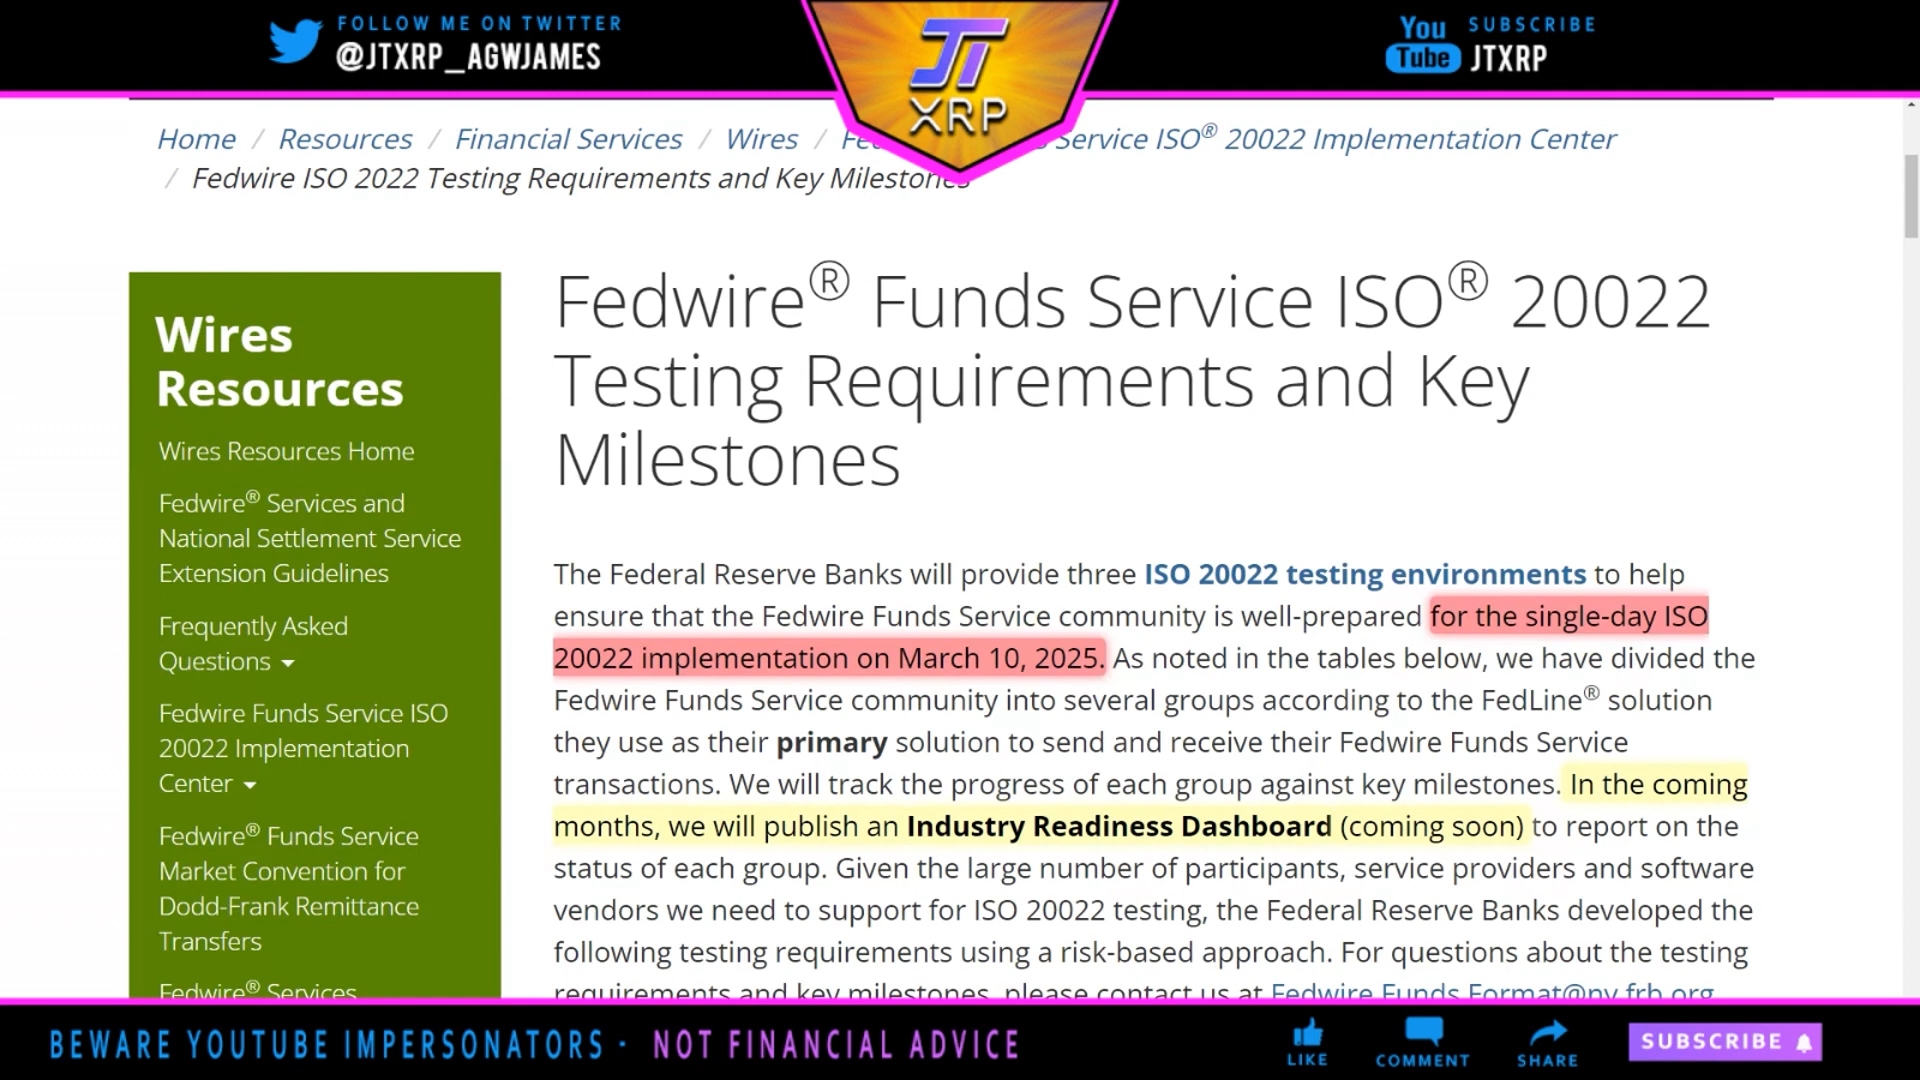 FOLLOW ME ON TWITTER
@JTXRP_AGWJAMES
JT
XRP
You
Tube
SUBSCRIBE
JTXRP
Home / Resources / Financial Services / Wires / Service ISO® 20022 Implementation Center
/ Fedwire ISO 2022 Testing Requirements and Key Milestones
Wires
Resources
Wires Resources Home
Fedwire® Services and
National Settlement Service
Extension Guidelines
Frequently Asked
Questions
Fedwire Funds Service ISO
20022 Implementation
Center
Fedwire® Funds Service
Market Convention for
Dodd-Frank Remittance
Transfers
Fedwire® Services
Fedwire® Funds Service ISO® 20022
Testing Requirements and Key
Milestones
The Federal Reserve Banks will provide three ISO 20022 testing environments to help
ensure that the Fedwire Funds Service community is well-prepared for the single-day ISO
20022 implementation on March 10, 2025. As noted in the tables below, we have divided the
Fedwire Funds Service community into several groups according to the FedLine® solution
they use as their primary solution to send and receive their Fedwire Funds Service
transactions. We will track the progress of each group against key milestones. In the coming
months, we will publish an Industry Readiness Dashboard (coming soon) to report on the
status of each group. Given the large number of participants, service providers and software
vendors we need to support for ISO 20022 testing, the Federal Reserve Banks developed the
following testing requirements using a risk-based approach. For questions about the testing
requirements and key milestones, please contact us at Fedwire.Funds.Format@ny.frb.org
BEWARE YOUTUBE IMPERSONATORS · NOT FINANCIAL ADVICE
LIKE
COMMENT
SHARE
SUBSCRIBE